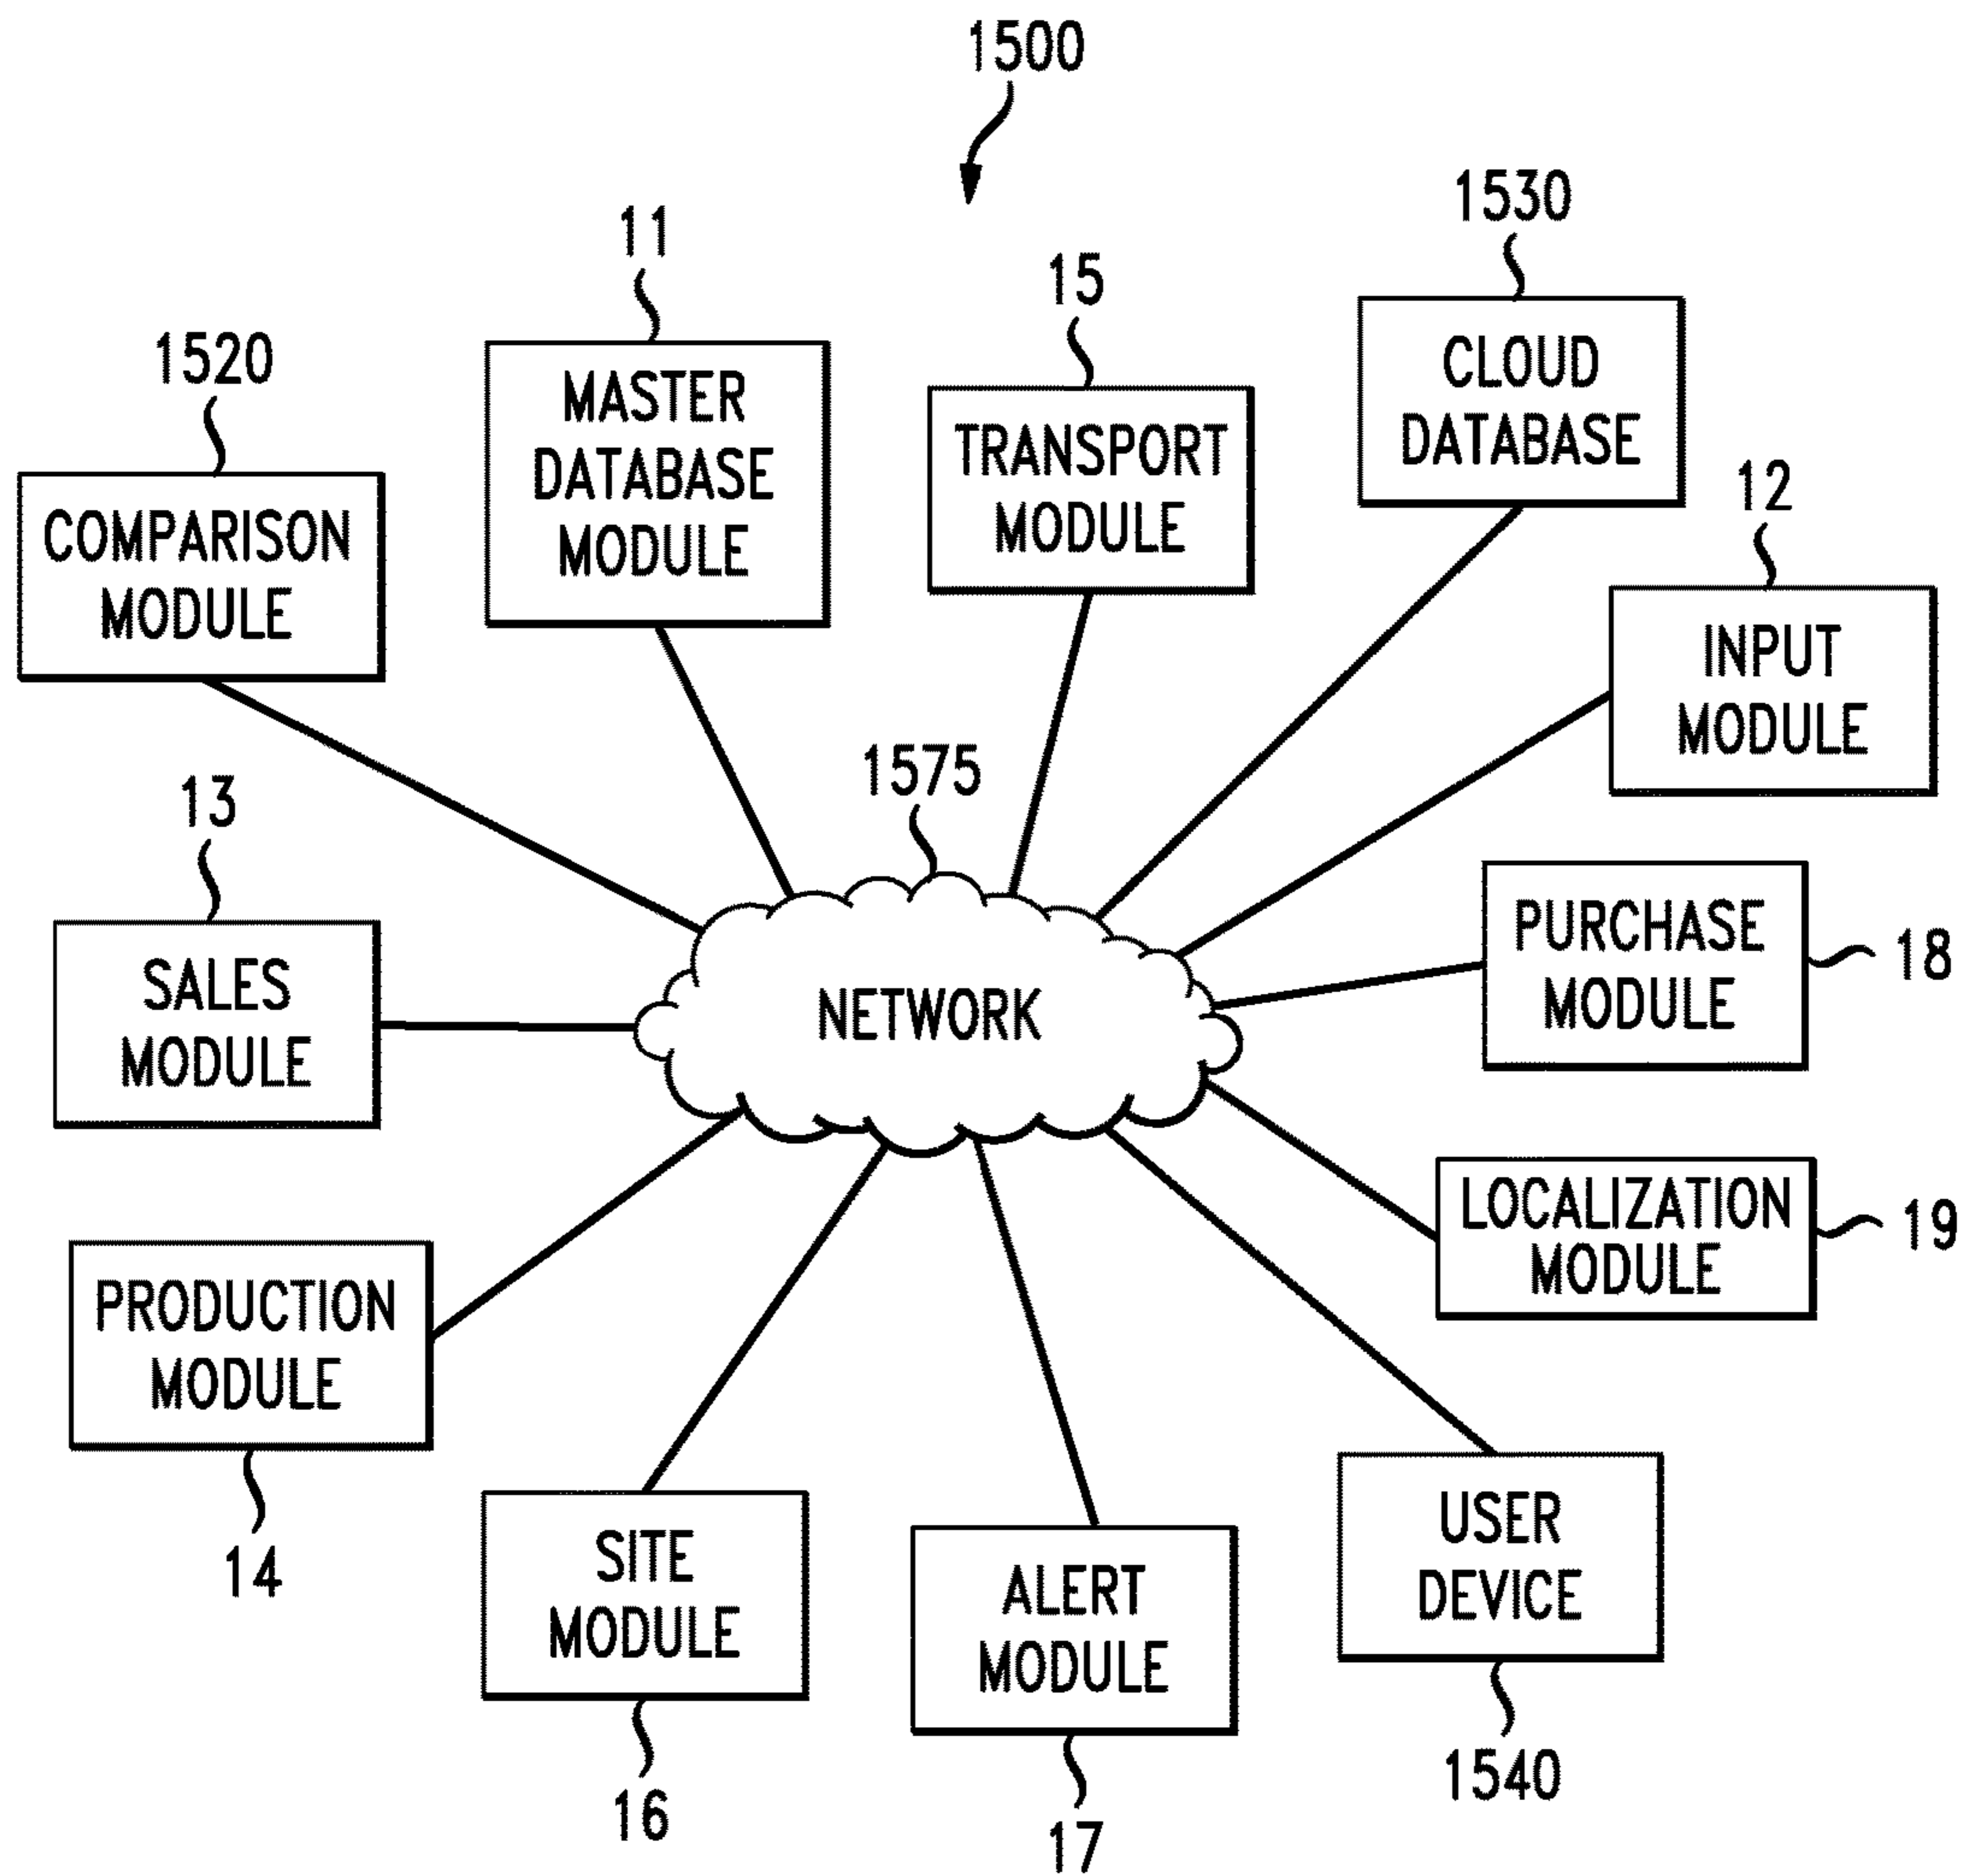 1500
1530
11
15
1520
CLOUD
DATABASE
MASTER
DATABASE
MODULE
TRANSPORT
MODULE
12
COMPARISON
MODULE
INPUT
MODULE
1575
13
PURCHASE
MODULE
18
SALES
MODULE
NETWORK
LOCALIZATION
MODULE
19
PRODUCTION
MODULE
14
SITE
MODULE
16
ALERT
MODULE
17
USER
DEVICE
1540